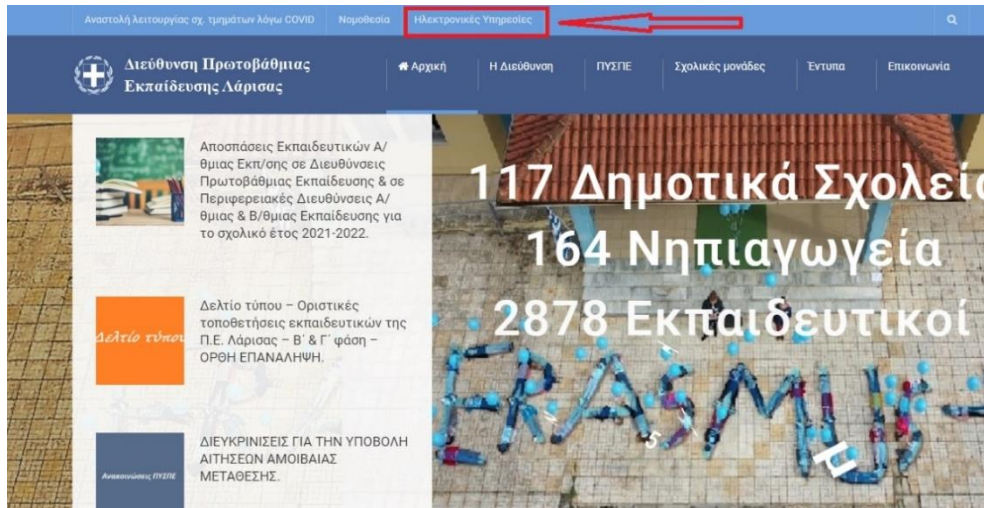 Αναστολή λειτουργίας σχ. τμημάτων λόγω COVID Νομοθεσία Ηλεκτρονικές Υπηρεσίες
Διεύθυνση Πρωτοβάθμιας
Εκπαίδευσης Λάρισας
Αρχική Η Διεύθυνση ΠΥΣΠΕ Σχολικές μονάδες Έντυπα Επικοινωνία
Αποσπάσεις Εκπαιδευτικών Α/
θμιας Εκπ/σης σε Διευθύνσεις
Πρωτοβάθμιας Εκπαίδευσης & σε
Περιφερειακές Διευθύνσεις Α/
θμιας & Β/θμιας Εκπαίδευσης για
το σχολικό έτος 2021-2022.
Δελτίο τύπου
Δελτίο τύπου – Οριστικές
τοποθετήσεις εκπαιδευτικών της
Π.Ε. Λάρισας – Β΄ & Γ΄ φάση –
ΟΡΘΗ ΕΠΑΝΑΛΗΨΗ.
Ανακοινώσεις ΠΥΣΠΕ
ΔΙΕΥΚΡΙΝΙΣΕΙΣ ΓΙΑ ΤΗΝ ΥΠΟΒΟΛΗ
ΑΙΤΗΣΕΩΝ ΑΜΟΙΒΑΙΑΣ
ΜΕΤΑΘΕΣΗΣ.
117 Δημοτικά Σχολεία
164 Νηπιαγωγεία
2878 Εκπαιδευτικοί
ERASMU
5 μ